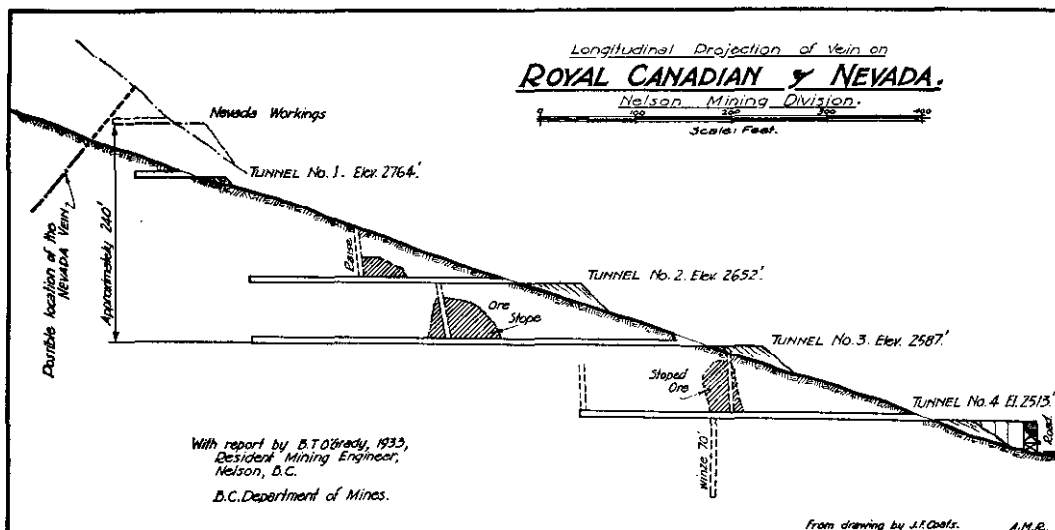 Longitudinal Projection of Vein on
ROYAL CANADIAN & NEVADA.
Nelson Mining Division.
0 100 200 300 400
Scale: Feet.
Nevada Workings
TUNNEL No. 1. Elev. 2764'.
Possible location of the
NEVADA VEIN
Approximately 240'
Raise
TUNNEL No. 2. Elev. 2652'.
Ore
Stope
TUNNEL No. 3. Elev. 2587'.
Stoped
Ore
TUNNEL No. 4 El. 2513'.
Road.
Winze 70'
With report by B.T. O'Grady, 1933,
Resident Mining Engineer,
Nelson, B.C.
B.C. Department of Mines.
From drawing by J.F. Coats. A.M.R.